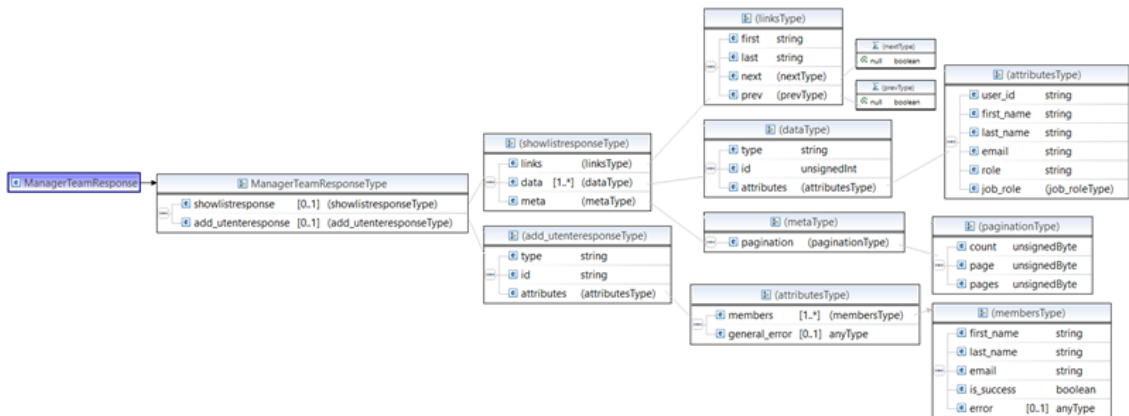 ManagerTeamResponse
ManagerTeamResponseType
showlistresponse [0..1] (showlistresponseType)
add_utenteresponse [0..1] (add_utenteresponseType)
(showlistresponseType)
links (linksType)
data [1..*] (dataType)
meta (metaType)
(add_utenteresponseType)
type string
id string
attributes (attributesType)
(linksType)
first string
last string
next (nextType)
prev (prevType)
(nextType)
null boolean
(prevType)
null boolean
(dataType)
type string
id unsignedInt
attributes (attributesType)
(attributesType)
user_id string
first_name string
last_name string
email string
role string
job_role (job_roleType)
(metaType)
pagination (paginationType)
(paginationType)
count unsignedByte
page unsignedByte
pages unsignedByte
(attributesType)
members [1..*] (membersType)
general_error [0..1] anyType
(membersType)
first_name string
last_name string
email string
is_success boolean
error [0..1] anyType